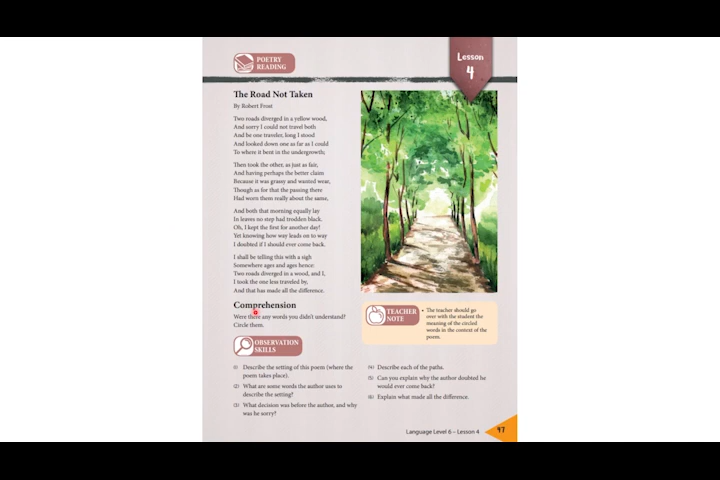 POETRY
READING
Lesson
4
The Road Not Taken
By Robert Frost
Two roads diverged in a yellow wood,
And sorry I could not travel both
And be one traveler, long I stood
And looked down one as far as I could
To where it bent in the undergrowth;
Then took the other, as just as fair,
And having perhaps the better claim
Because it was grassy and wanted wear,
Though as for that the passing there
Had worn them really about the same,
And both that morning equally lay
In leaves no step had trodden black.
Oh, I kept the first for another day!
Yet knowing how way leads on to way
I doubted if I should ever come back.
I shall be telling this with a sigh
Somewhere ages and ages hence:
Two roads diverged in a wood, and I,
I took the one less traveled by,
And that has made all the difference.
Comprehension
Were there any words you didn't understand?
Circle them.
TEACHER
NOTE
• The teacher should go
over with the student the
meaning of the circled
words in the context of the
poem.
OBSERVATION
SKILLS
(1) Describe the setting of this poem (where the
poem takes place).
(2) What are some words the author uses to
describe the setting?
(3) What decision was before the author, and why
was he sorry?
(4) Describe each of the paths.
(5) Can you explain why the author doubted he
would ever come back?
(6) Explain what made all the difference.
Language Level 6 – Lesson 4
47